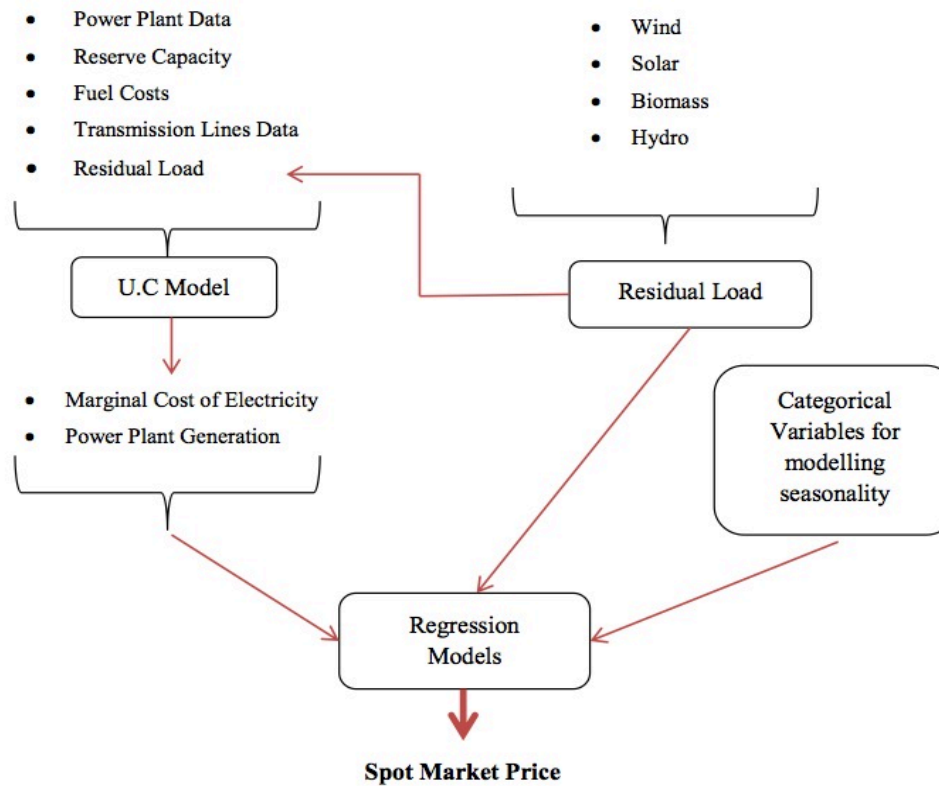 Power Plant Data
Reserve Capacity
Fuel Costs
Transmission Lines Data
Residual Load
Wind
Solar
Biomass
Hydro
U.C Model
Residual Load
Marginal Cost of Electricity
Power Plant Generation
Categorical
Variables for
modelling
seasonality
Regression
Models
Spot Market Price